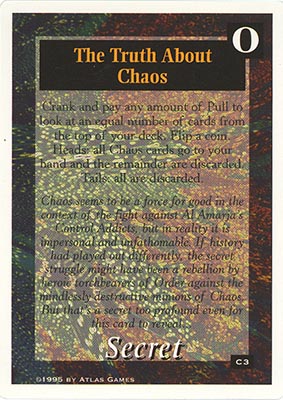 The Truth About
Chaos
O
Crank and pay any amount of Pull to
look at an equal number of cards from
the top of your deck. Flip a coin.
Heads: all Chaos cards go to your
hand and the remainder are discarded.
Tails: all are discarded.
Chaos seems to be a force for good in the
context of the fight against Al Amarja's
Control Addicts, but in reality it is
impersonal and unfathomable. If history
had played out differently, the secret
struggle might have been a rebellion by
heroic torchbearers of Order against the
mindlessly destructive minions of Chaos.
But that's a secret too profound even for
this card to reveal.
Secret
C3
©1995 BY ATLAS GAMES